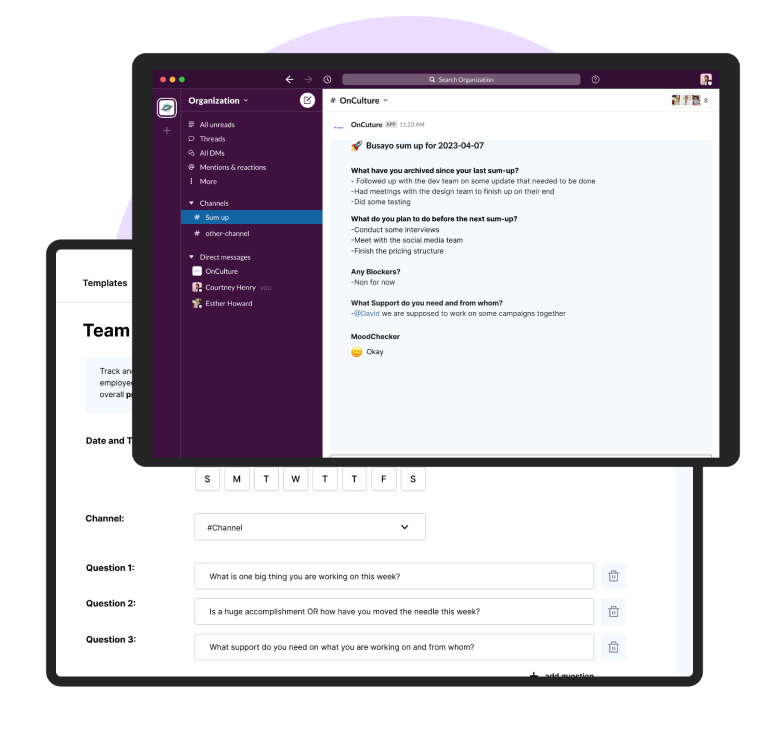 Search Organization
Organization
# OnCulture
8
All unreads
Threads
All DMs
Mentions & reactions
More
Channels
# Sum up
# other-channel
Direct messages
OnCulture
Courtney Henry you
Esther Howard
OnCuture APP 11:23 AM
🚀 Busayo sum up for 2023-04-07
What have you archived since your last sum-up?
- Followed up with the dev team on some update that needed to be done
-Had meetings with the design team to finish up on their end
-Did some testing
What do you plan to do before the next sum-up?
-Conduct some interviews
-Meet with the social media team
-Finish the pricing structure
Any Blockers?
-Non for now
What Support do you need and from whom?
-@David we are supposed to work on some campaigns together
MoodChecker
Okay
Templates
Team
Track
employee
overall
Date and
S M T W T T F S
Channel:
#Channel
Question 1:
What is one big thing you are working on this week?
Question 2:
Is a huge accomplishment OR how have you moved the needle this week?
Question 3:
What support do you need on what you are working on and from whom?
+ add question